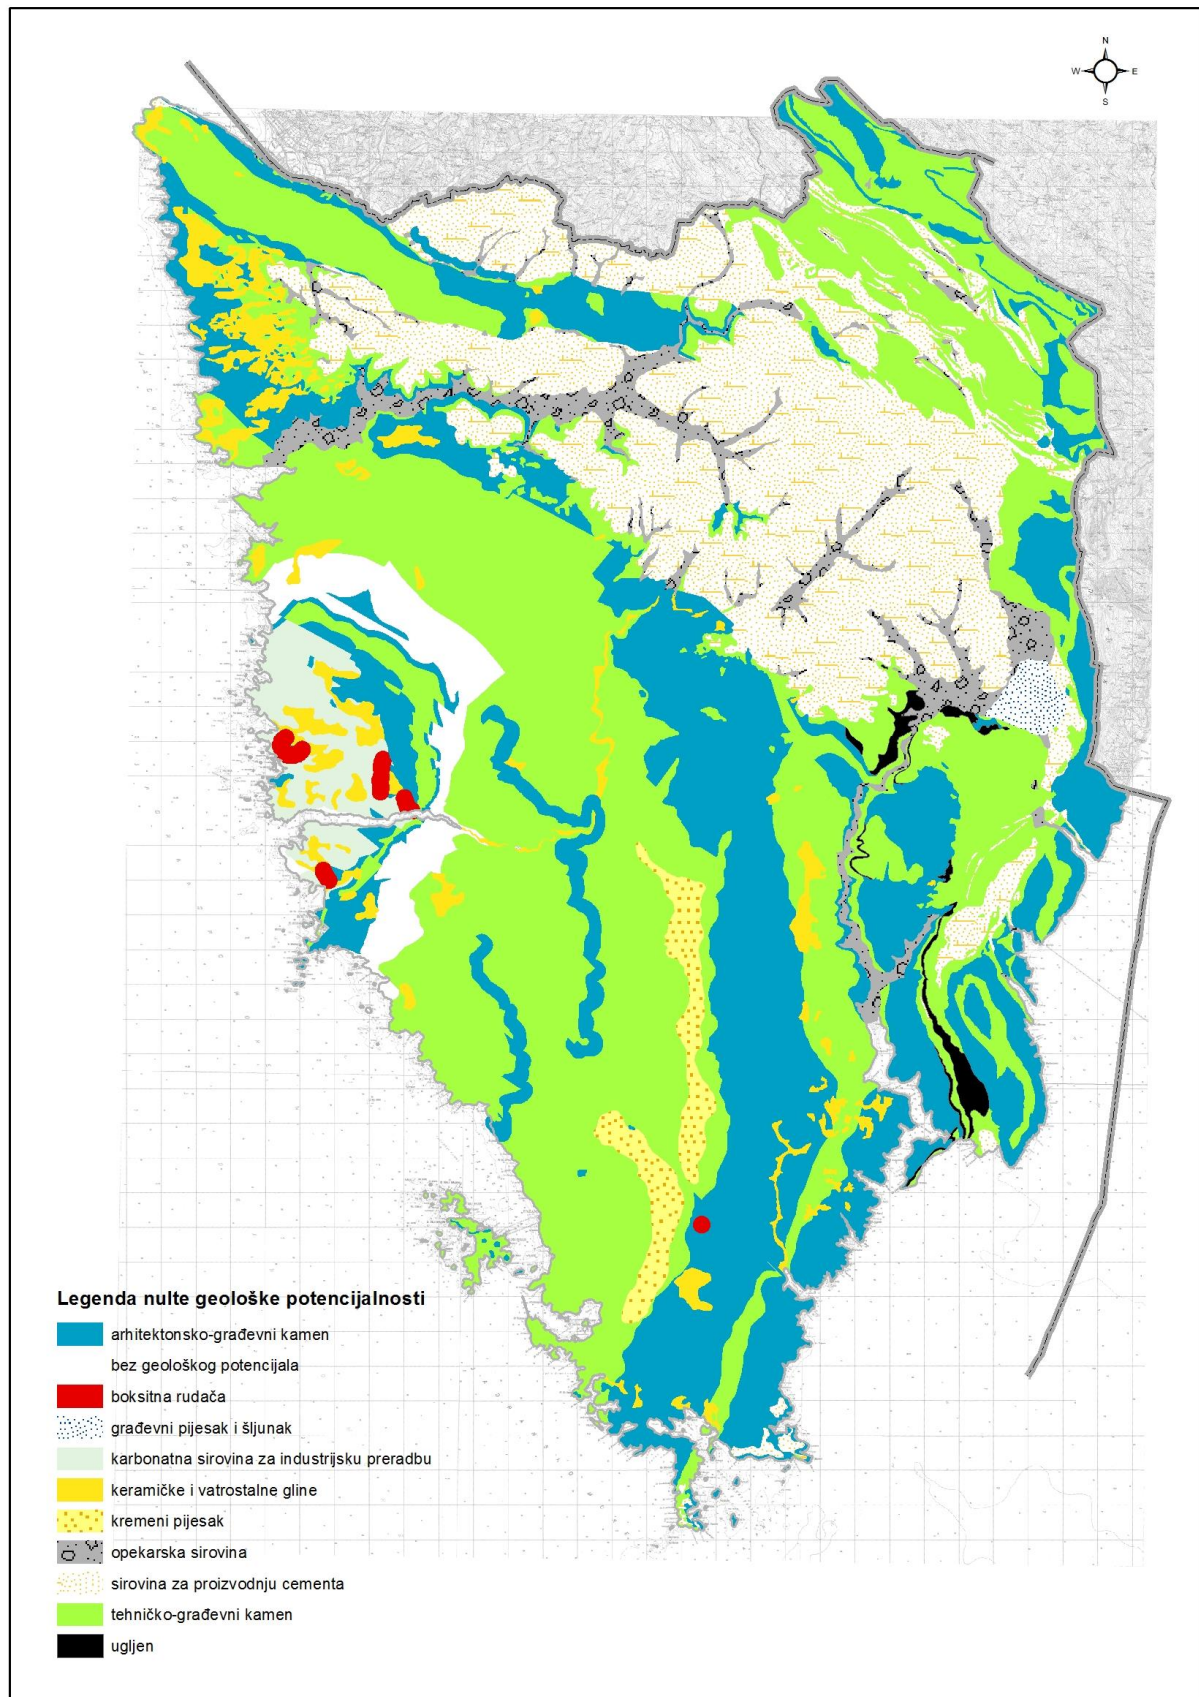 N
W E
S
Legenda nulte geološke potencijalnosti
arhitektonsko-građevni kamen
bez geološkog potencijala
boksitna rudača
građevni pijesak i šljunak
karbonatna sirovina za industrijsku preradbu
keramičke i vatrostalne gline
kremeni pijesak
opekarska sirovina
sirovina za proizvodnju cementa
tehničko-građevni kamen
ugljen